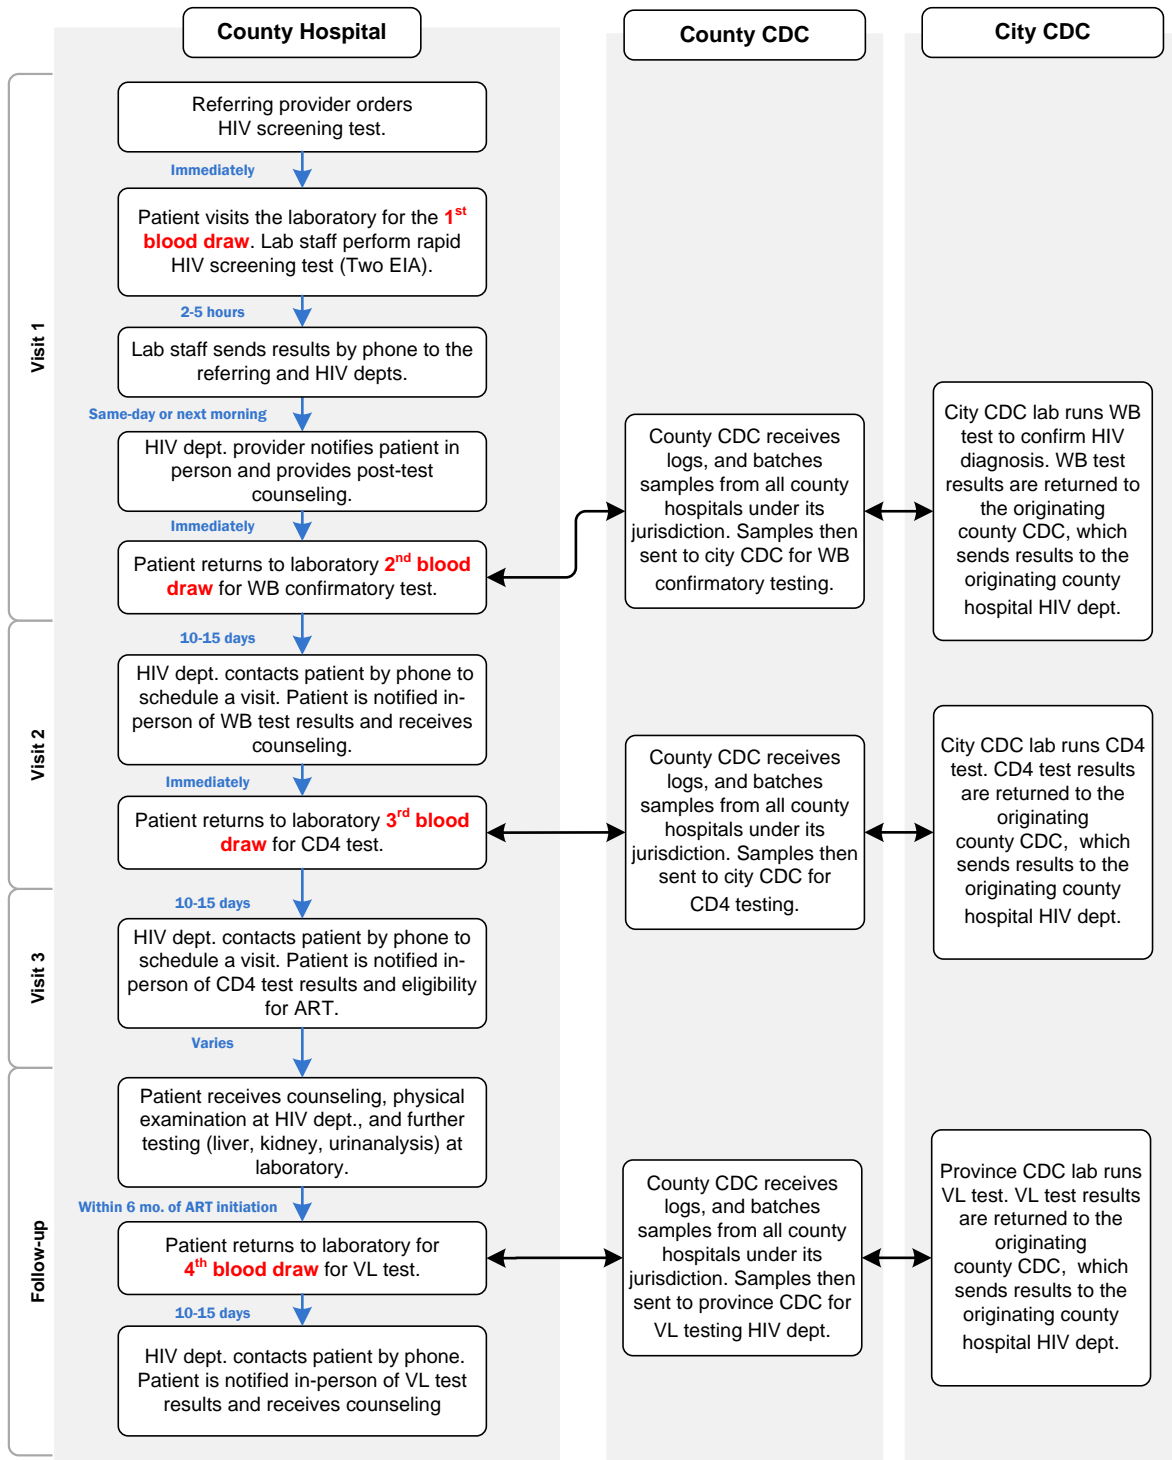 County Hospital
County CDC
City CDC
Visit 1
Referring provider orders
HIV screening test.
Immediately
Patient visits the laboratory for the 1st
blood draw. Lab staff perform rapid
HIV screening test (Two EIA).
2-5 hours
Lab staff sends results by phone to the
referring and HIV depts.
Same-day or next morning
HIV dept. provider notifies patient in
person and provides post-test
counseling.
Immediately
Patient returns to laboratory 2nd blood
draw for WB confirmatory test.
County CDC receives
logs, and batches
samples from all county
hospitals under its
jurisdiction. Samples then
sent to city CDC for WB
confirmatory testing.
City CDC lab runs WB
test to confirm HIV
diagnosis. WB test
results are returned to
the originating
county CDC, which
sends results to the
originating county
hospital HIV dept.
10-15 days
Visit 2
HIV dept. contacts patient by phone to
schedule a visit. Patient is notified in-
person of WB test results and receives
counseling.
Immediately
Patient returns to laboratory 3rd blood
draw for CD4 test.
County CDC receives
logs, and batches
samples from all county
hospitals under its
jurisdiction. Samples then
sent to city CDC for
CD4 testing.
City CDC lab runs CD4
test. CD4 test results
are returned to the
originating
county CDC, which
sends results to the
originating county
hospital HIV dept.
10-15 days
Visit 3
HIV dept. contacts patient by phone to
schedule a visit. Patient is notified in-
person of CD4 test results and eligibility
for ART.
Varies
Follow-up
Patient receives counseling, physical
examination at HIV dept., and further
testing (liver, kidney, urinanalysis) at
laboratory.
Within 6 mo. of ART initiation
Patient returns to laboratory for
4th blood draw for VL test.
County CDC receives
logs, and batches
samples from all county
hospitals under its
jurisdiction. Samples then
sent to province CDC for
VL testing HIV dept.
Province CDC lab runs
VL test. VL test results
are returned to the
originating
county CDC, which
sends results to the
originating county
hospital HIV dept.
10-15 days
HIV dept. contacts patient by phone.
Patient is notified in-person of VL test
results and receives counseling